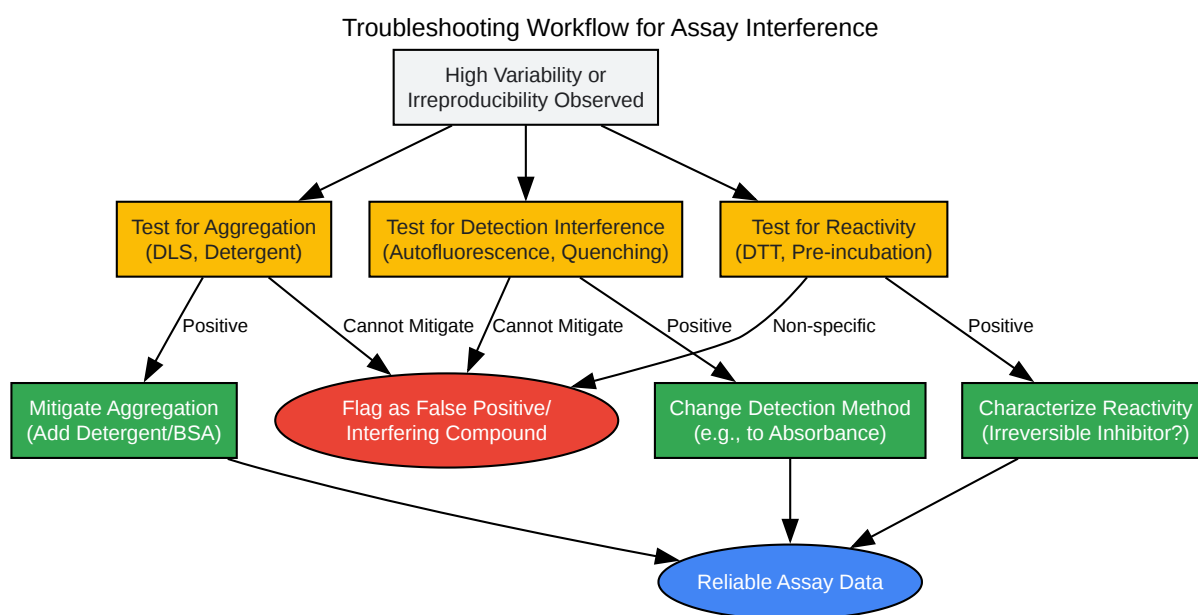 Troubleshooting Workflow for Assay Interference
High Variability or
Irreproducibility Observed
Test for Aggregation
(DLS, Detergent)
Test for Detection Interference
(Autofluorescence, Quenching)
Test for Reactivity
(DTT, Pre-incubation)
Positive
Cannot Mitigate
Cannot Mitigate
Positive
Non-specific
Positive
Mitigate Aggregation
(Add Detergent/BSA)
Flag as False Positive/
Interfering Compound
Change Detection Method
(e.g., to Absorbance)
Characterize Reactivity
(Irreversible Inhibitor?)
Reliable Assay Data